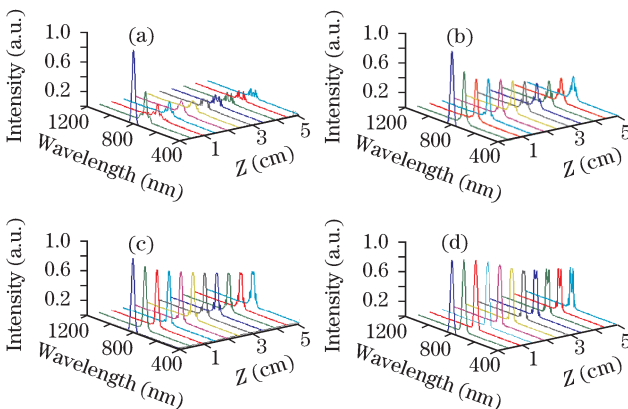 (a)
Intensity (a.u.)
1.0
0.6
0.2
1200
800
400
Wavelength (nm)
1
3
5
Z (cm)
(b)
Intensity (a.u.)
1.0
0.6
0.2
1200
800
400
Wavelength (nm)
1
3
5
Z (cm)
(c)
Intensity (a.u.)
1.0
0.6
0.2
1200
800
400
Wavelength (nm)
1
3
5
Z (cm)
(d)
Intensity (a.u.)
1.0
0.6
0.2
1200
800
400
Wavelength (nm)
1
3
5
Z (cm)